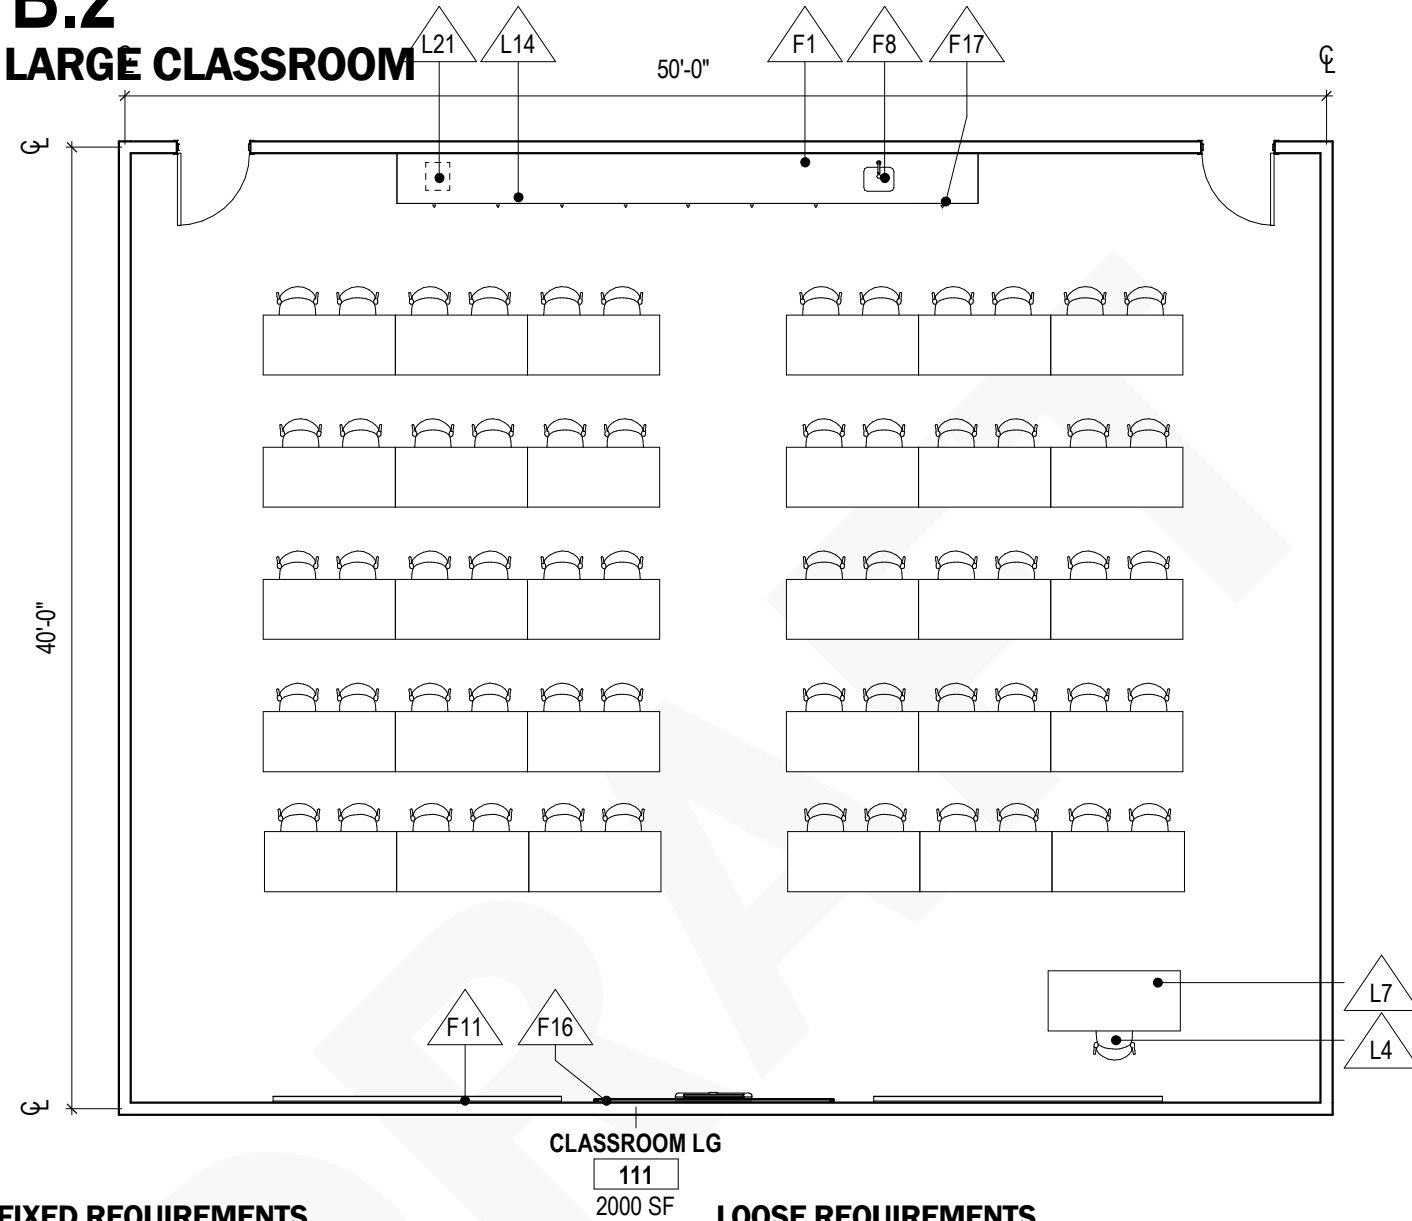 B.2
LARGE CLASSROOM
L21
L14
F1
F8
F17
50'-0"
℄
℄
℄
40'-0"
℄
F11
F16
L7
L4
CLASSROOM LG
111
2000 SF
FIXED REQUIREMENTS
LOOSE REQUIREMENTS
DRAFT